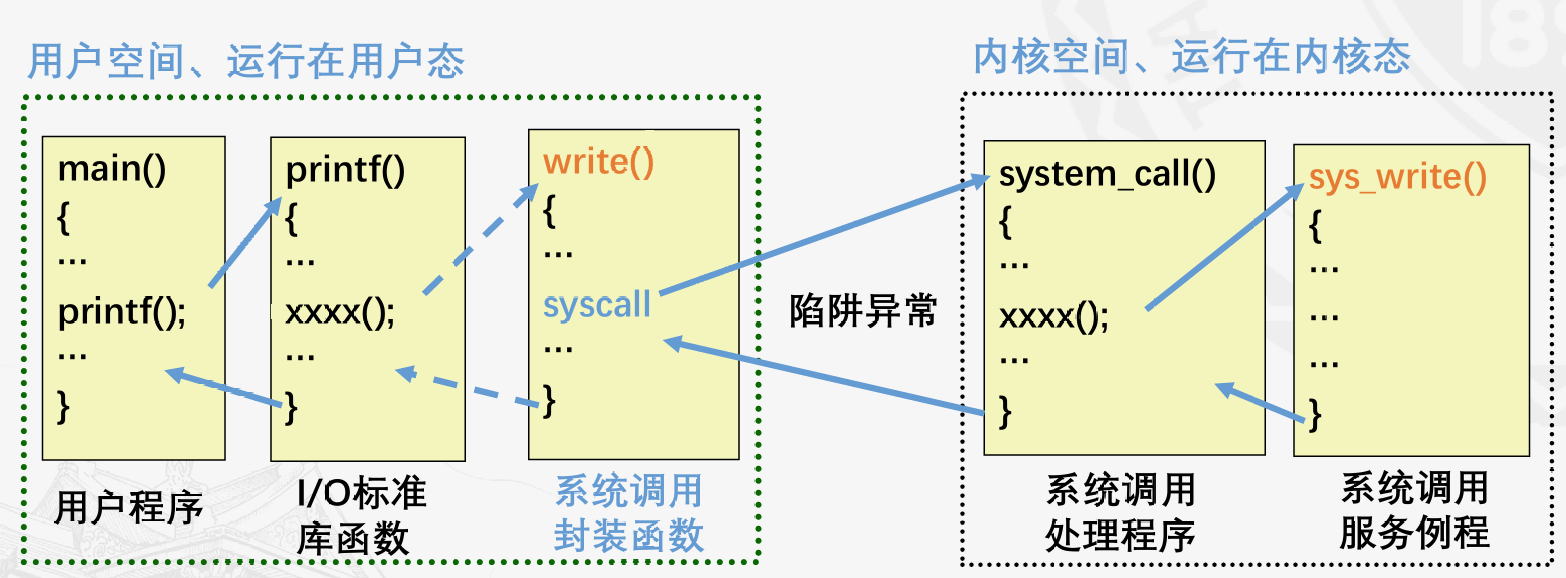 用户空间、运行在用户态
内核空间、运行在内核态
main()
{
...
printf();
...
}
用户程序
printf()
{
...
xxxx();
...
}
I/O标准
库函数
write()
{
...
syscall
...
}
系统调用
封装函数
陷阱异常
system_call()
{
...
xxxx();
...
}
系统调用
处理程序
sys_write()
{
...
...
...
}
系统调用
服务例程